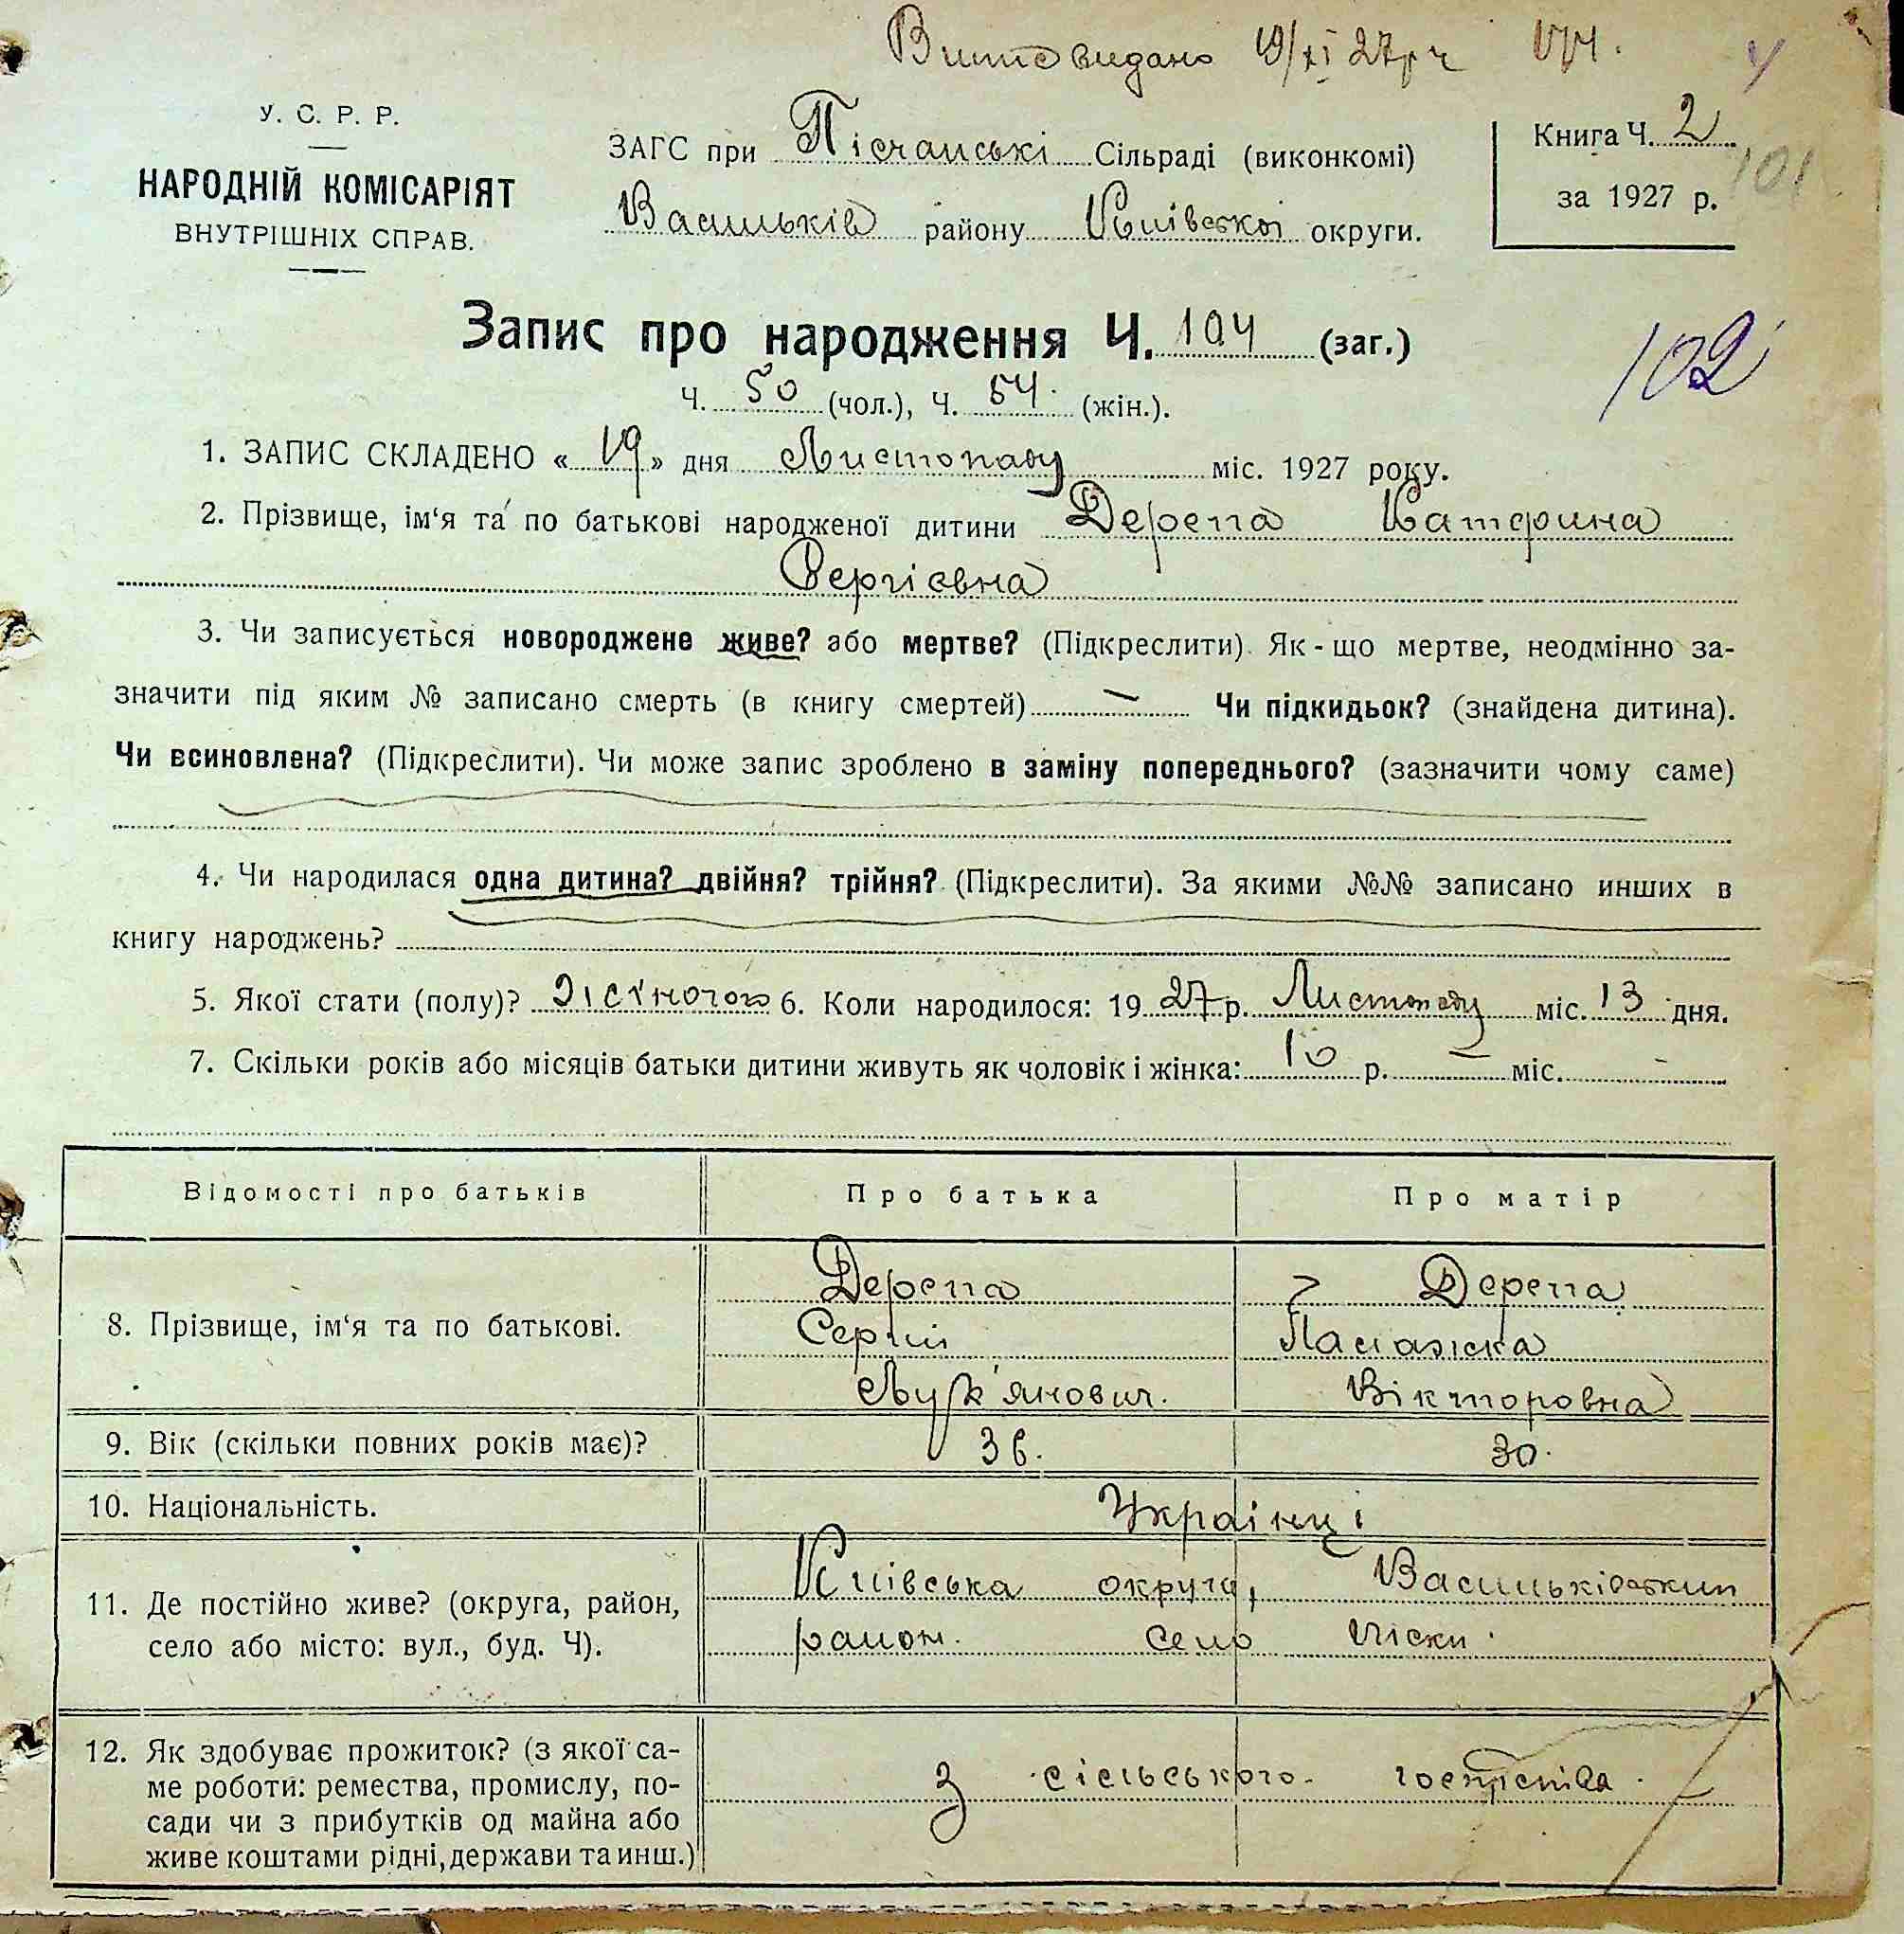 Витяг видано 19/XI 27 р ч 174.
У. С. Р. Р.
НАРОДНІЙ КОМІСАРІЯТ
ВНУТРІШНІХ СПРАВ.
ЗАГС при Пісчанські Сільраді (виконкомі)
Васильків району Київської округи.
Книга Ч. 2
101
за 1927 р.
Запис про народження Ч. 104 (заг.)
102
Ч. 50 (чол.), Ч. 54. (жін.).
1. ЗАПИС СКЛАДЕНО «19» дня Листопаду міс. 1927 року.
2. Прізвище, ім‘я та по батькові народженої дитини Дерепа Катерина
Сергієвна
3. Чи записується новороджене живе? або мертве? (Підкреслити). Як-що мертве, неодмінно за-
значити під яким № записано смерть (в книгу смертей) — Чи підкидьок? (знайдена дитина).
Чи всиновлена? (Підкреслити). Чи може запис зроблено в заміну попереднього? (зазначити чому саме)
4. Чи народилася одна дитина? двійня? трійня? (Підкреслити). За якими №№ записано инших в
книгу народжень?
5. Якої стати (полу)? Жіночого 6. Коли народилося: 1927 р. Листопаду міс. 13 дня.
7. Скільки років або місяців батьки дитини живуть як чоловік і жінка: 10 р. — міс. -
Відомості про батьків Про батька Про матір
8. Прізвище, ім‘я та по батькові.
Дерепа Дерепа
Сергій Палажка
Лук'янович. Вікторовна
9. Вік (скільки повних років має)? 36. 30.
10. Національність. Українці
11. Де постійно живе? (округа, район,
село або місто: вул., буд. Ч).
Київська округа, Васильківський
район. село Піски.
12. Як здобуває прожиток? (з якої са-
ме роботи: ремества, промислу, по-
сади чи з прибутків од майна або
живе коштами рідні, держави та инш.)
з сільського господарства.